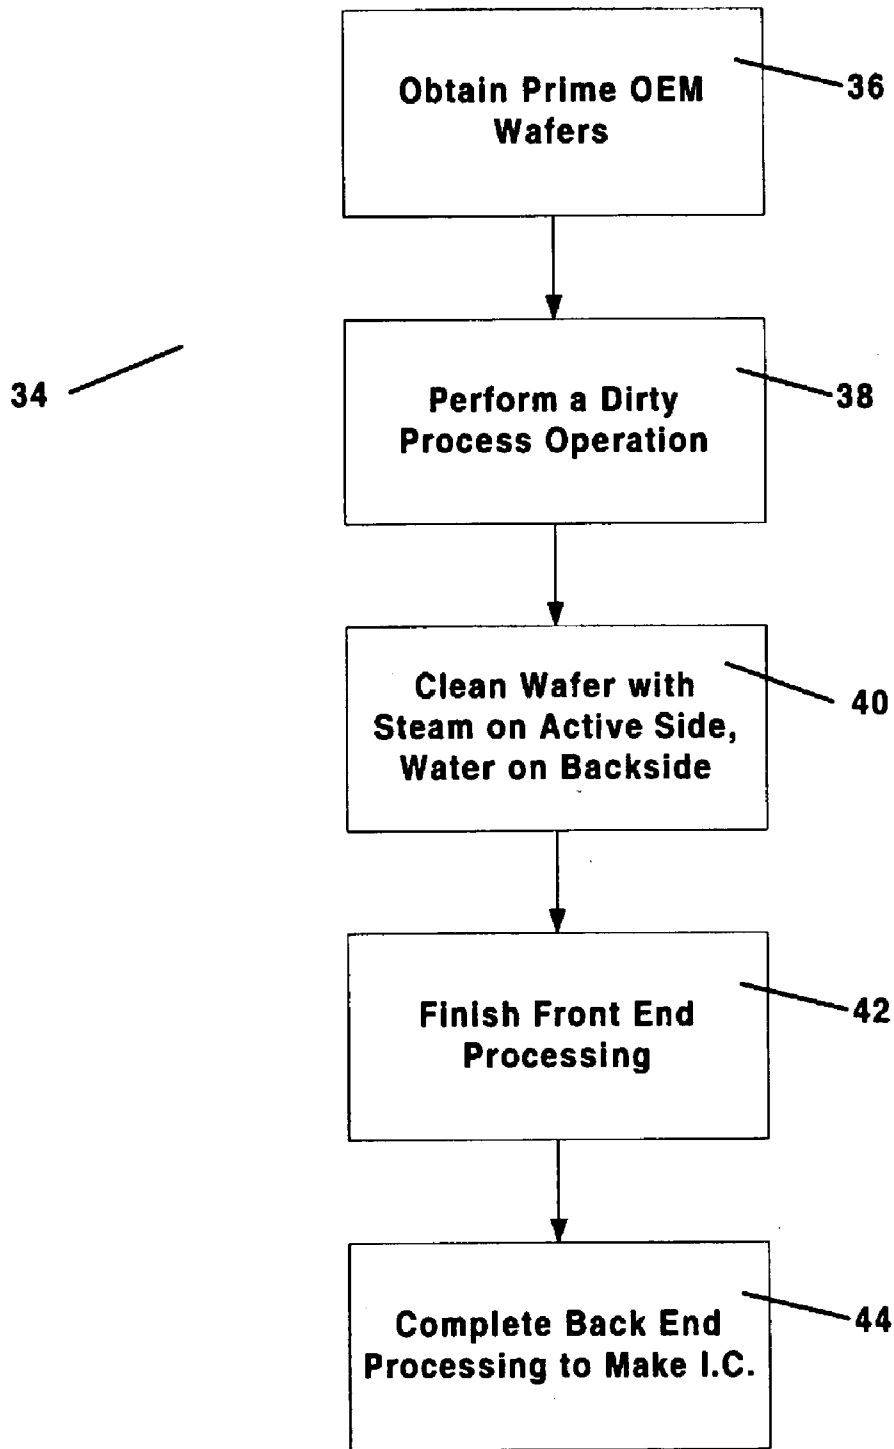 Obtain Prime OEM
Wafers
36
34
Perform a Dirty
Process Operation
38
Clean Wafer with
Steam on Active Side,
Water on Backside
40
Finish Front End
Processing
42
Complete Back End
Processing to Make I.C.
44